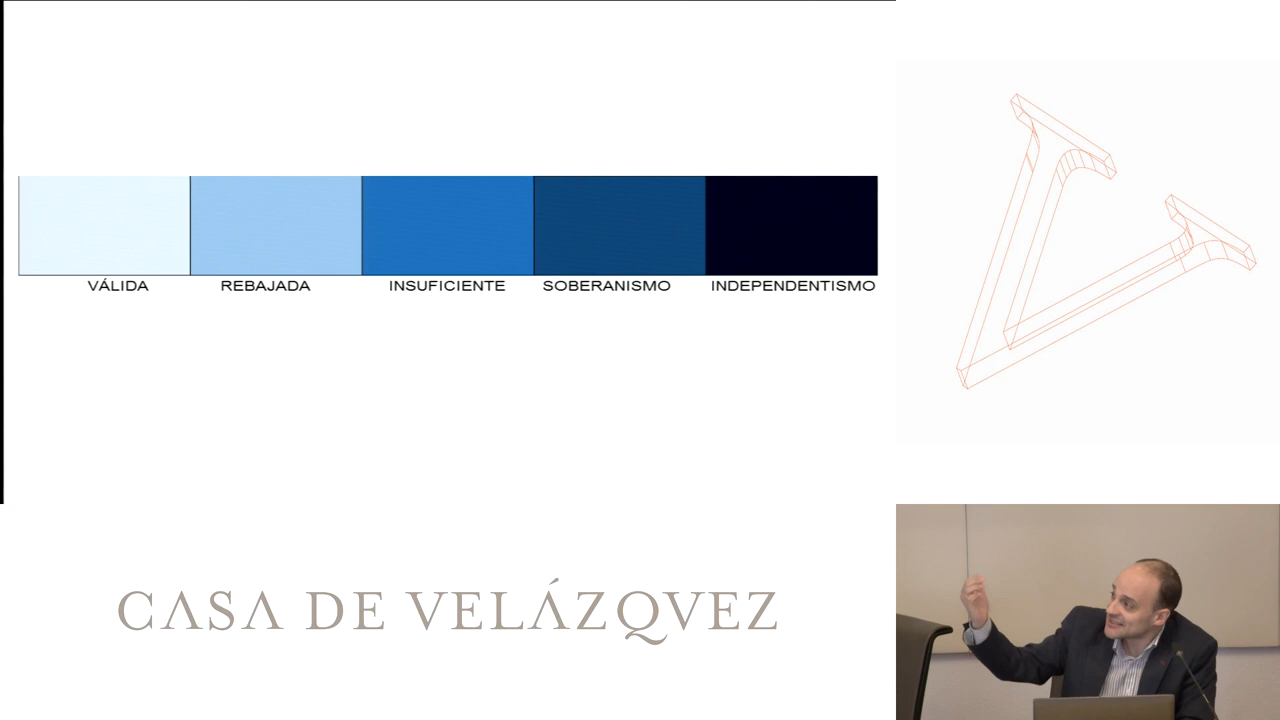 VÁLIDA REBAJADA INSUFICIENTE SOBERANISMO INDEPENDENTISMO
CASA DE VELÁZQVEZ